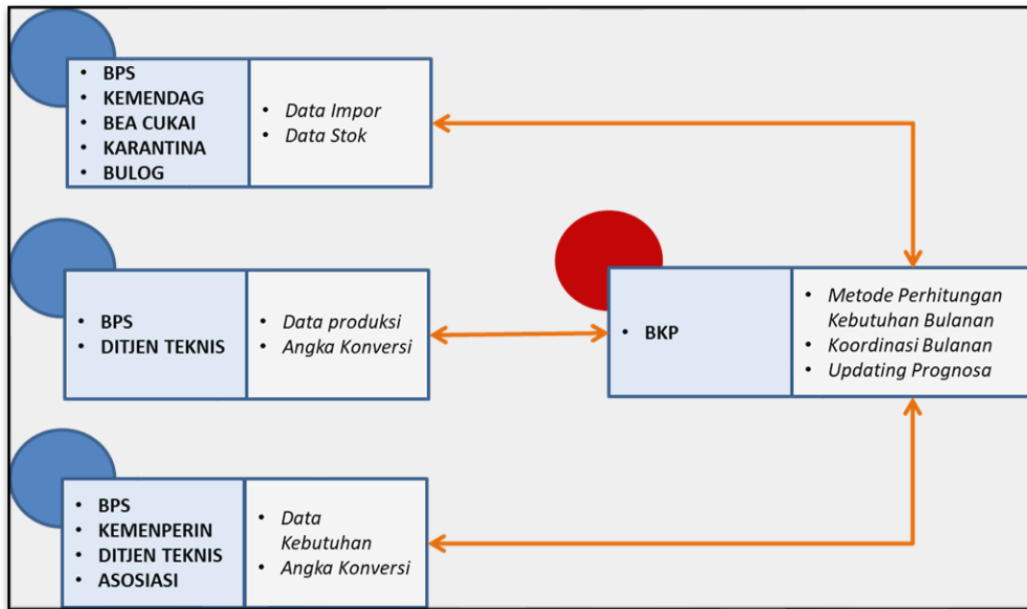 • BPS
• KEMENDAG
• BEA CUKAI
• KARANTINA
• BULOG
• Data Impor
• Data Stok
• BPS
• DITJEN TEKNIS
• Data produksi
• Angka Konversi
• BKP
• Metode Perhitungan
Kebutuhan Bulanan
• Koordinasi Bulanan
• Updating Prognosa
• BPS
• KEMENPERIN
• DITJEN TEKNIS
• ASOSIASI
• Data
Kebutuhan
• Angka Konversi